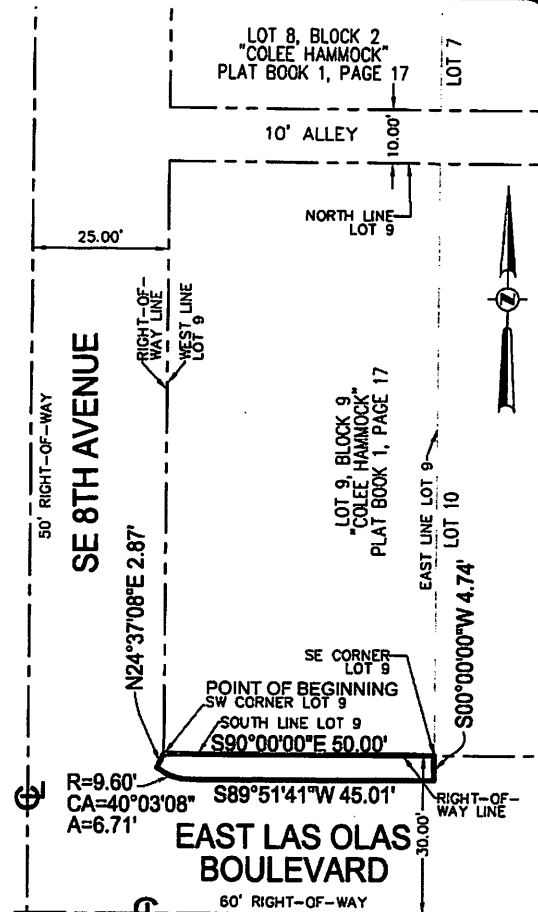 LOT 8, BLOCK 2
"COLEE HAMMOCK"
PLAT BOOK 1, PAGE 17
LOT 7
10' ALLEY
10.00'
NORTH LINE
LOT 9
25.00'
RIGHT-OF-
WAY LINE
WEST LINE
LOT 9
Z
SE 8TH AVENUE
50' RIGHT-OF-WAY
LOT 9, BLOCK 9
"COLEE HAMMOCK"
PLAT BOOK 1, PAGE 17
EAST LINE LOT 9
LOT 10
N24°37'08"E 2.87'
S00°00'00"W 4.74'
SE CORNER
LOT 9
POINT OF BEGINNING
SW CORNER LOT 9
SOUTH LINE LOT 9
S90°00'00"E 50.00'
R=9.60'
CA=40°03'08"
A=6.71'
S89°51'41"W 45.01'
RIGHT-OF-
WAY LINE
30.00'
EAST LAS OLAS
BOULEVARD
60' RIGHT-OF-WAY